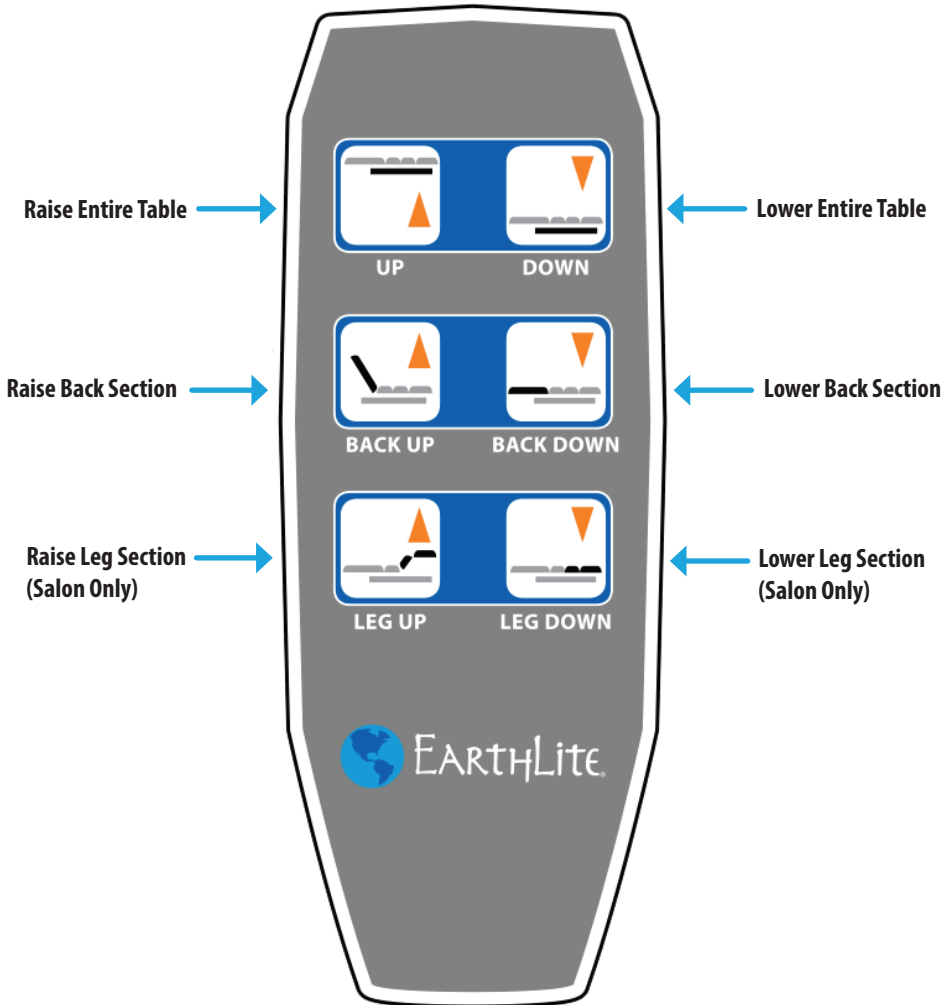 Raise Entire Table
Lower Entire Table
UP
DOWN
Raise Back Section
Lower Back Section
BACK UP
BACK DOWN
Raise Leg Section
(Salon Only)
Lower Leg Section
(Salon Only)
LEG UP
LEG DOWN
EARTHLITE®